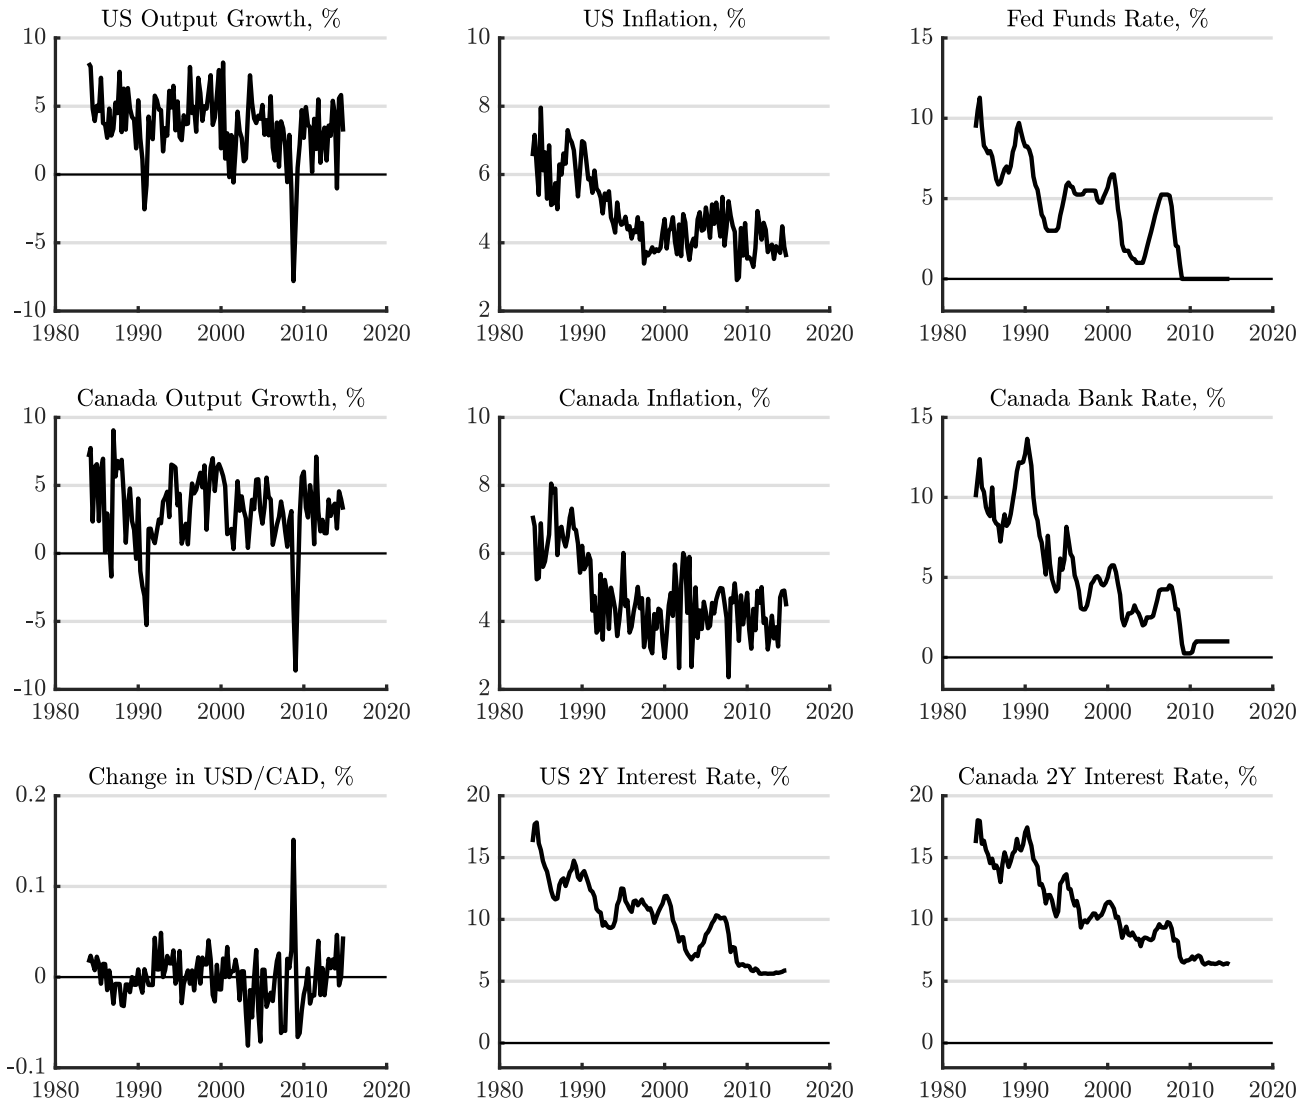 US Output Growth, %
10
5
0
-5
-10
1980 1990 2000 2010 2020
US Inflation, %
10
8
6
4
2
1980 1990 2000 2010 2020
Fed Funds Rate, %
15
10
5
0
1980 1990 2000 2010 2020
Canada Output Growth, %
10
5
0
-5
-10
1980 1990 2000 2010 2020
Canada Inflation, %
10
8
6
4
2
1980 1990 2000 2010 2020
Canada Bank Rate, %
15
10
5
0
1980 1990 2000 2010 2020
Change in USD/CAD, %
0.2
0.1
0
-0.1
1980 1990 2000 2010 2020
US 2Y Interest Rate, %
20
15
10
5
0
1980 1990 2000 2010 2020
Canada 2Y Interest Rate, %
20
15
10
5
0
1980 1990 2000 2010 2020